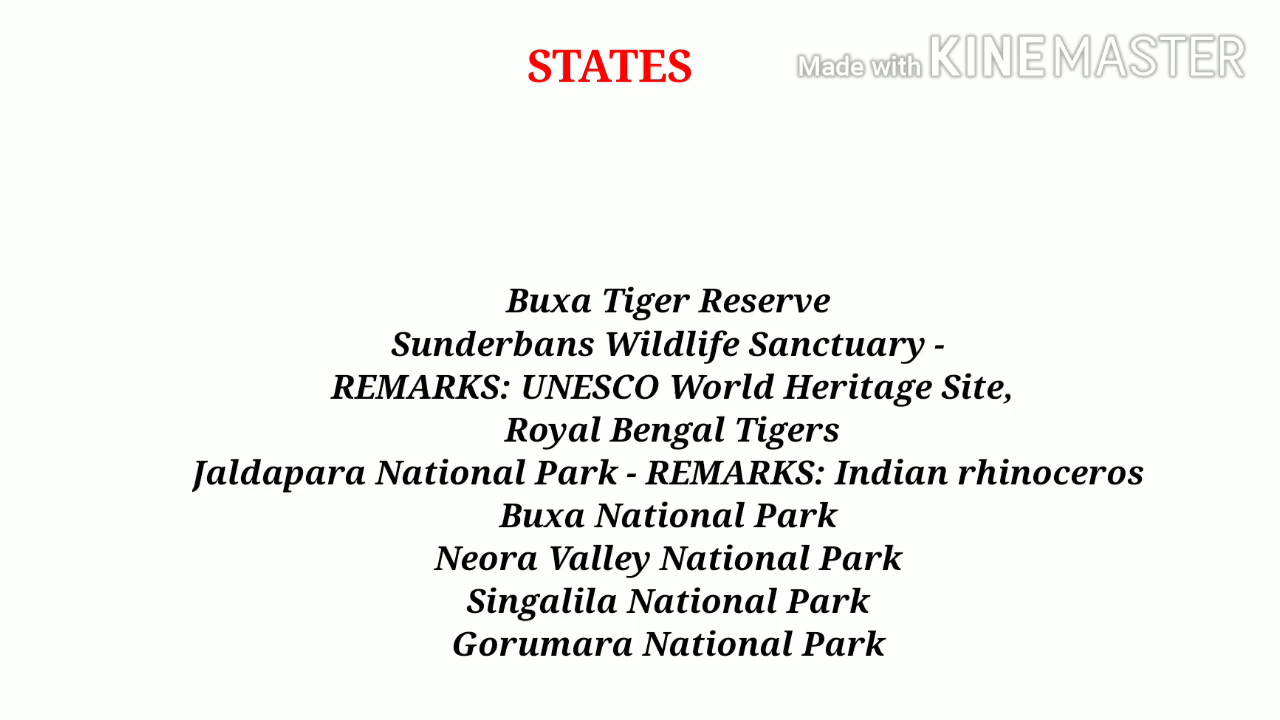 STATES
Made with KINEMASTER
Buxa Tiger Reserve
Sunderbans Wildlife Sanctuary -
REMARKS: UNESCO World Heritage Site,
Royal Bengal Tigers
Jaldapara National Park - REMARKS: Indian rhinoceros
Buxa National Park
Neora Valley National Park
Singalila National Park
Gorumara National Park